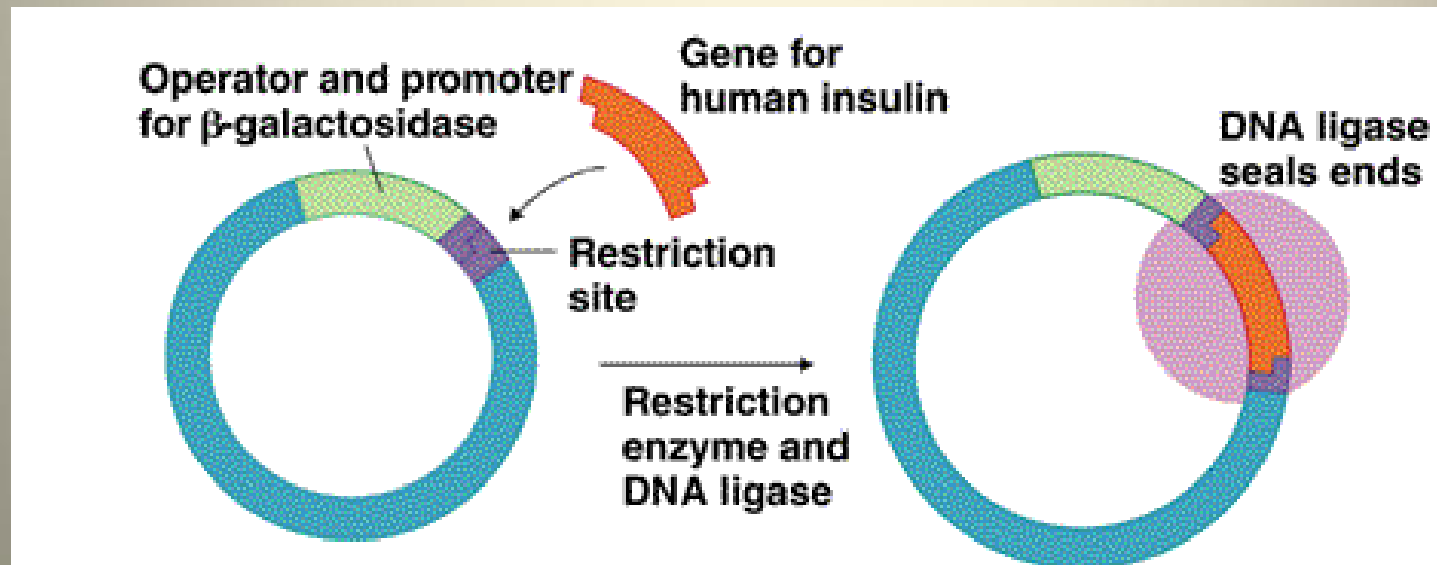 Operator and promoter
for β-galactosidase
Gene for
human insulin
DNA ligase
seals ends
Restriction
site
Restriction
enzyme and
DNA ligase